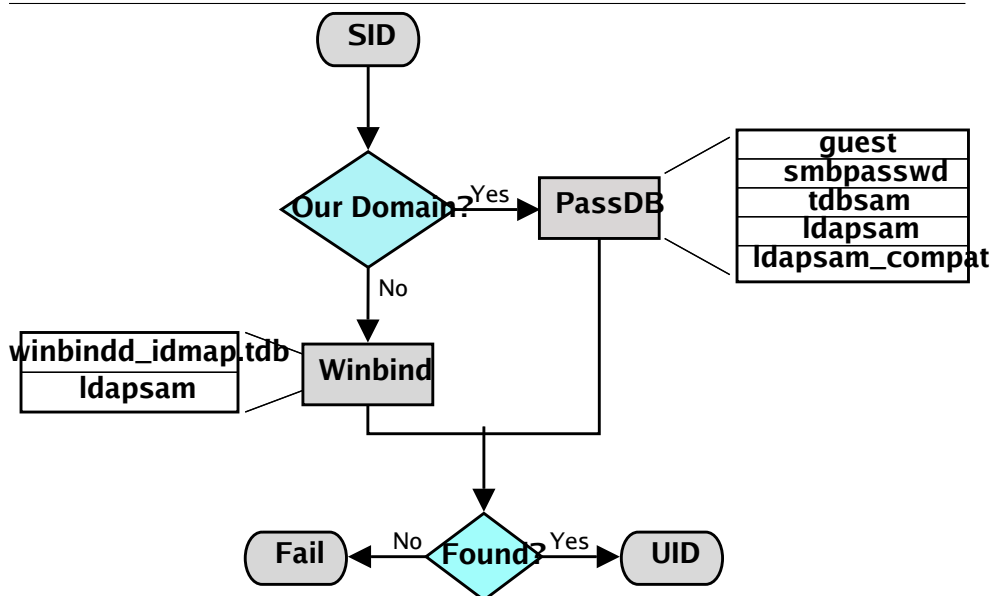 SID
Our Domain?
Yes
PassDB
guest
smbpasswd
tdbsam
ldapsam
ldapsam_compat
No
winbindd_idmap.tdb
ldapsam
Winbind
Fail
No
Found?
Yes
UID